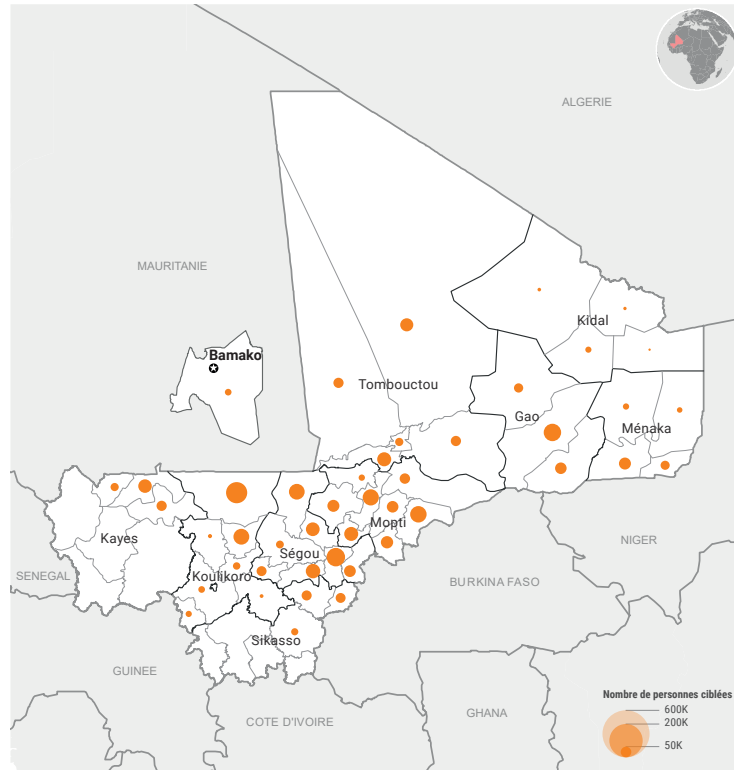 ALGERIE
MAURITANIE
Kidal
Bamako
Tombouctou
Gao
Ménaka
Kayes
Mopti
Ségou
NIGER
SENEGAL
Koulikoro
BURKINA FASO
Sikasso
GUINEE
COTE D'IVOIRE
GHANA
Nombre de personnes ciblées
600K
200K
50K